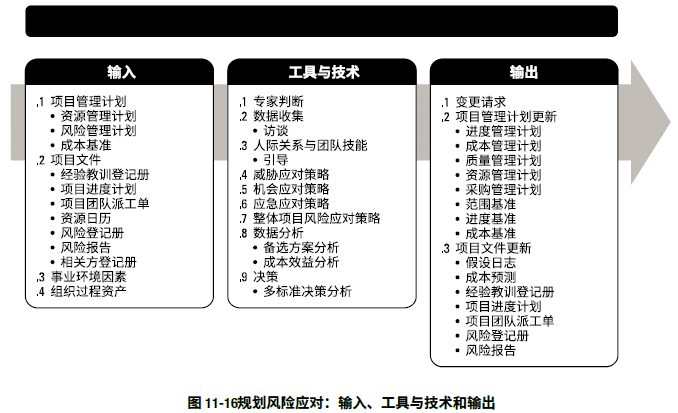 输入
.1 项目管理计划
• 资源管理计划
• 风险管理计划
• 成本基准
.2 项目文件
• 经验教训登记册
• 项目进度计划
• 项目团队派工单
• 资源日历
• 风险登记册
• 风险报告
• 相关方登记册
.3 事业环境因素
.4 组织过程资产
工具与技术
.1 专家判断
.2 数据收集
• 访谈
.3 人际关系与团队技能
• 引导
.4 威胁应对策略
.5 机会应对策略
.6 应急应对策略
.7 整体项目风险应对策略
.8 数据分析
• 备选方案分析
• 成本效益分析
.9 决策
• 多标准决策分析
输出
.1 变更请求
.2 项目管理计划更新
• 进度管理计划
• 成本管理计划
• 质量管理计划
• 资源管理计划
• 采购管理计划
• 范围基准
• 进度基准
• 成本基准
.3 项目文件更新
• 假设日志
• 成本预测
• 经验教训登记册
• 项目进度计划
• 项目团队派工单
• 风险登记册
• 风险报告
图 11-16规划风险应对：输入、工具与技术和输出